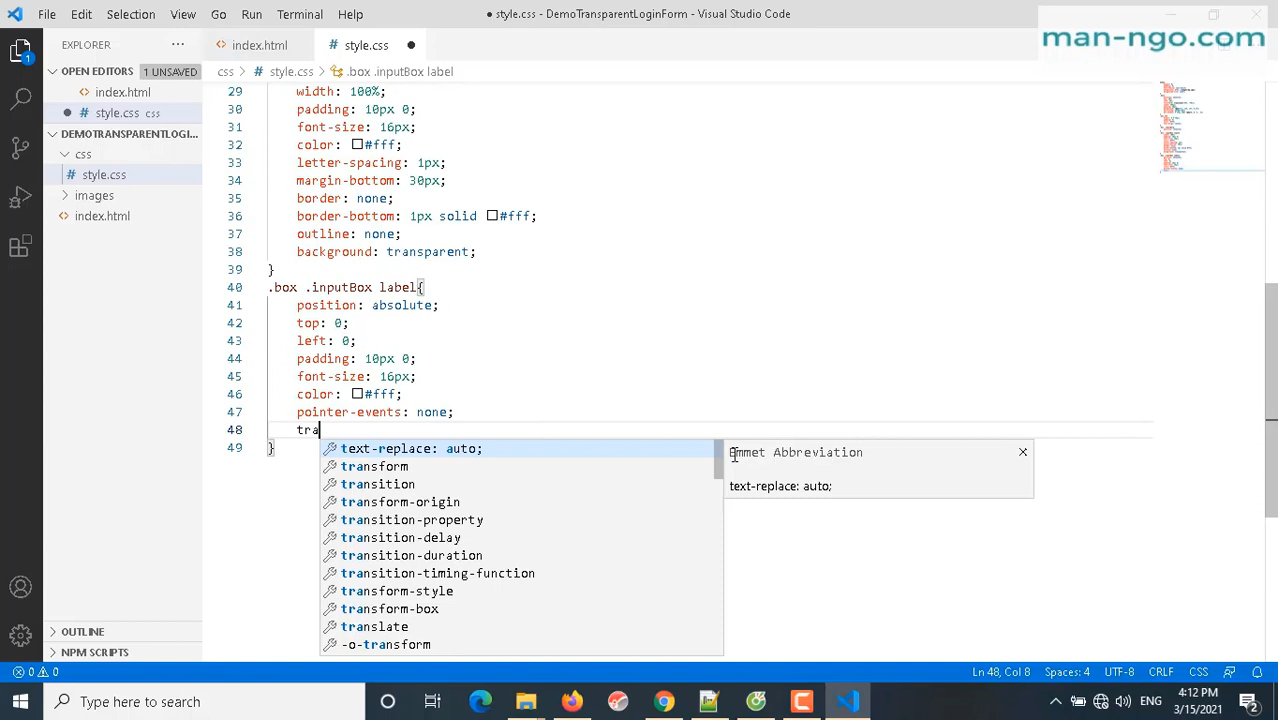 File Edit Selection View Go Run Terminal Help
● style.css - DemoTransparentLoginForm - Visual Studio Code
man-ngo.com
EXPLORER ···
index.html
style.css ●
OPEN EDITORS 1 UNSAVED
index.html
● style.css css
DEMOTRANSPARENTLOGI...
css
style.css
images
index.html
css > style.css > .box .inputBox label
29 width: 100%;
30 padding: 10px 0;
31 font-size: 16px;
32 color: #fff;
33 letter-spacing: 1px;
34 margin-bottom: 30px;
35 border: none;
36 border-bottom: 1px solid #fff;
37 outline: none;
38 background: transparent;
39 }
40 .box .inputBox label{
41 position: absolute;
42 top: 0;
43 left: 0;
44 padding: 10px 0;
45 font-size: 16px;
46 color: #fff;
47 pointer-events: none;
48 tra
49 }
text-replace: auto;
transform
transition
transform-origin
transition-property
transition-delay
transition-duration
transition-timing-function
transform-style
transform-box
translate
-o-transform
Emmet Abbreviation
text-replace: auto;
OUTLINE
NPM SCRIPTS
0 0
Ln 48, Col 8 Spaces: 4 UTF-8 CRLF CSS
Type here to search
ENG
4:12 PM
3/15/2021
2
1